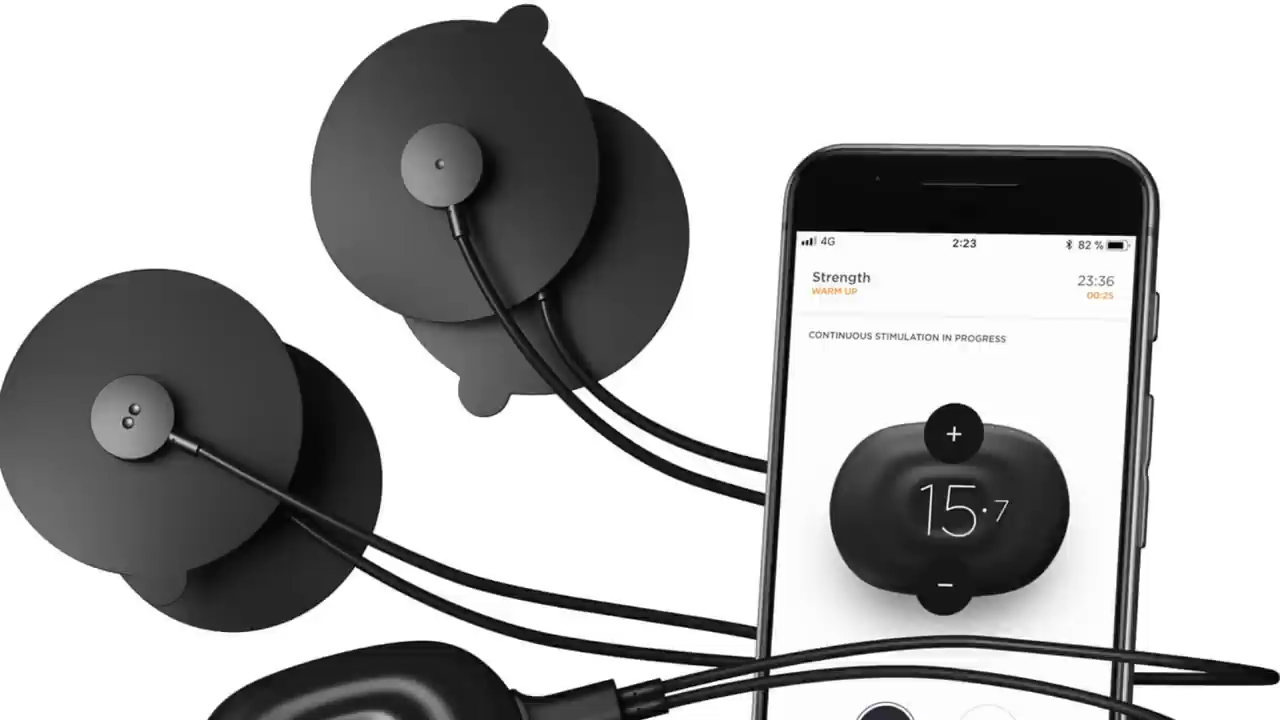 4G 2:23 82 %
Strength 23:36
WARM UP 00:25
CONTINUOUS STIMULATION IN PROGRESS
+
15.7
−